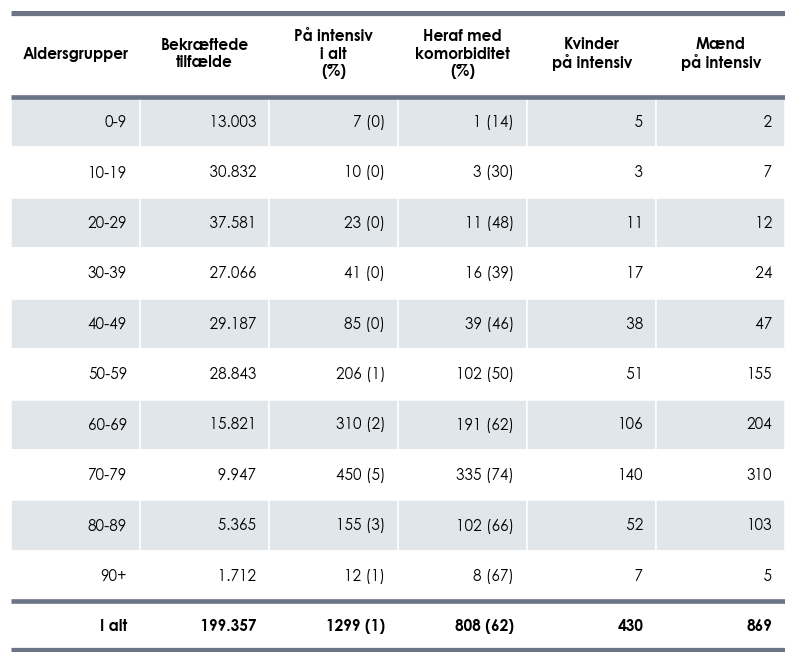 Aldersgrupper Bekræftede tilfælde På intensiv i alt (%) Heraf med komorbiditet (%) Kvinder på intensiv Mænd på intensiv
0-9 13.003 7 (0) 1 (14) 5 2
10-19 30.832 10 (0) 3 (30) 3 7
20-29 37.581 23 (0) 11 (48) 11 12
30-39 27.066 41 (0) 16 (39) 17 24
40-49 29.187 85 (0) 39 (46) 38 47
50-59 28.843 206 (1) 102 (50) 51 155
60-69 15.821 310 (2) 191 (62) 106 204
70-79 9.947 450 (5) 335 (74) 140 310
80-89 5.365 155 (3) 102 (66) 52 103
90+ 1.712 12 (1) 8 (67) 7 5
I alt 199.357 1299 (1) 808 (62) 430 869